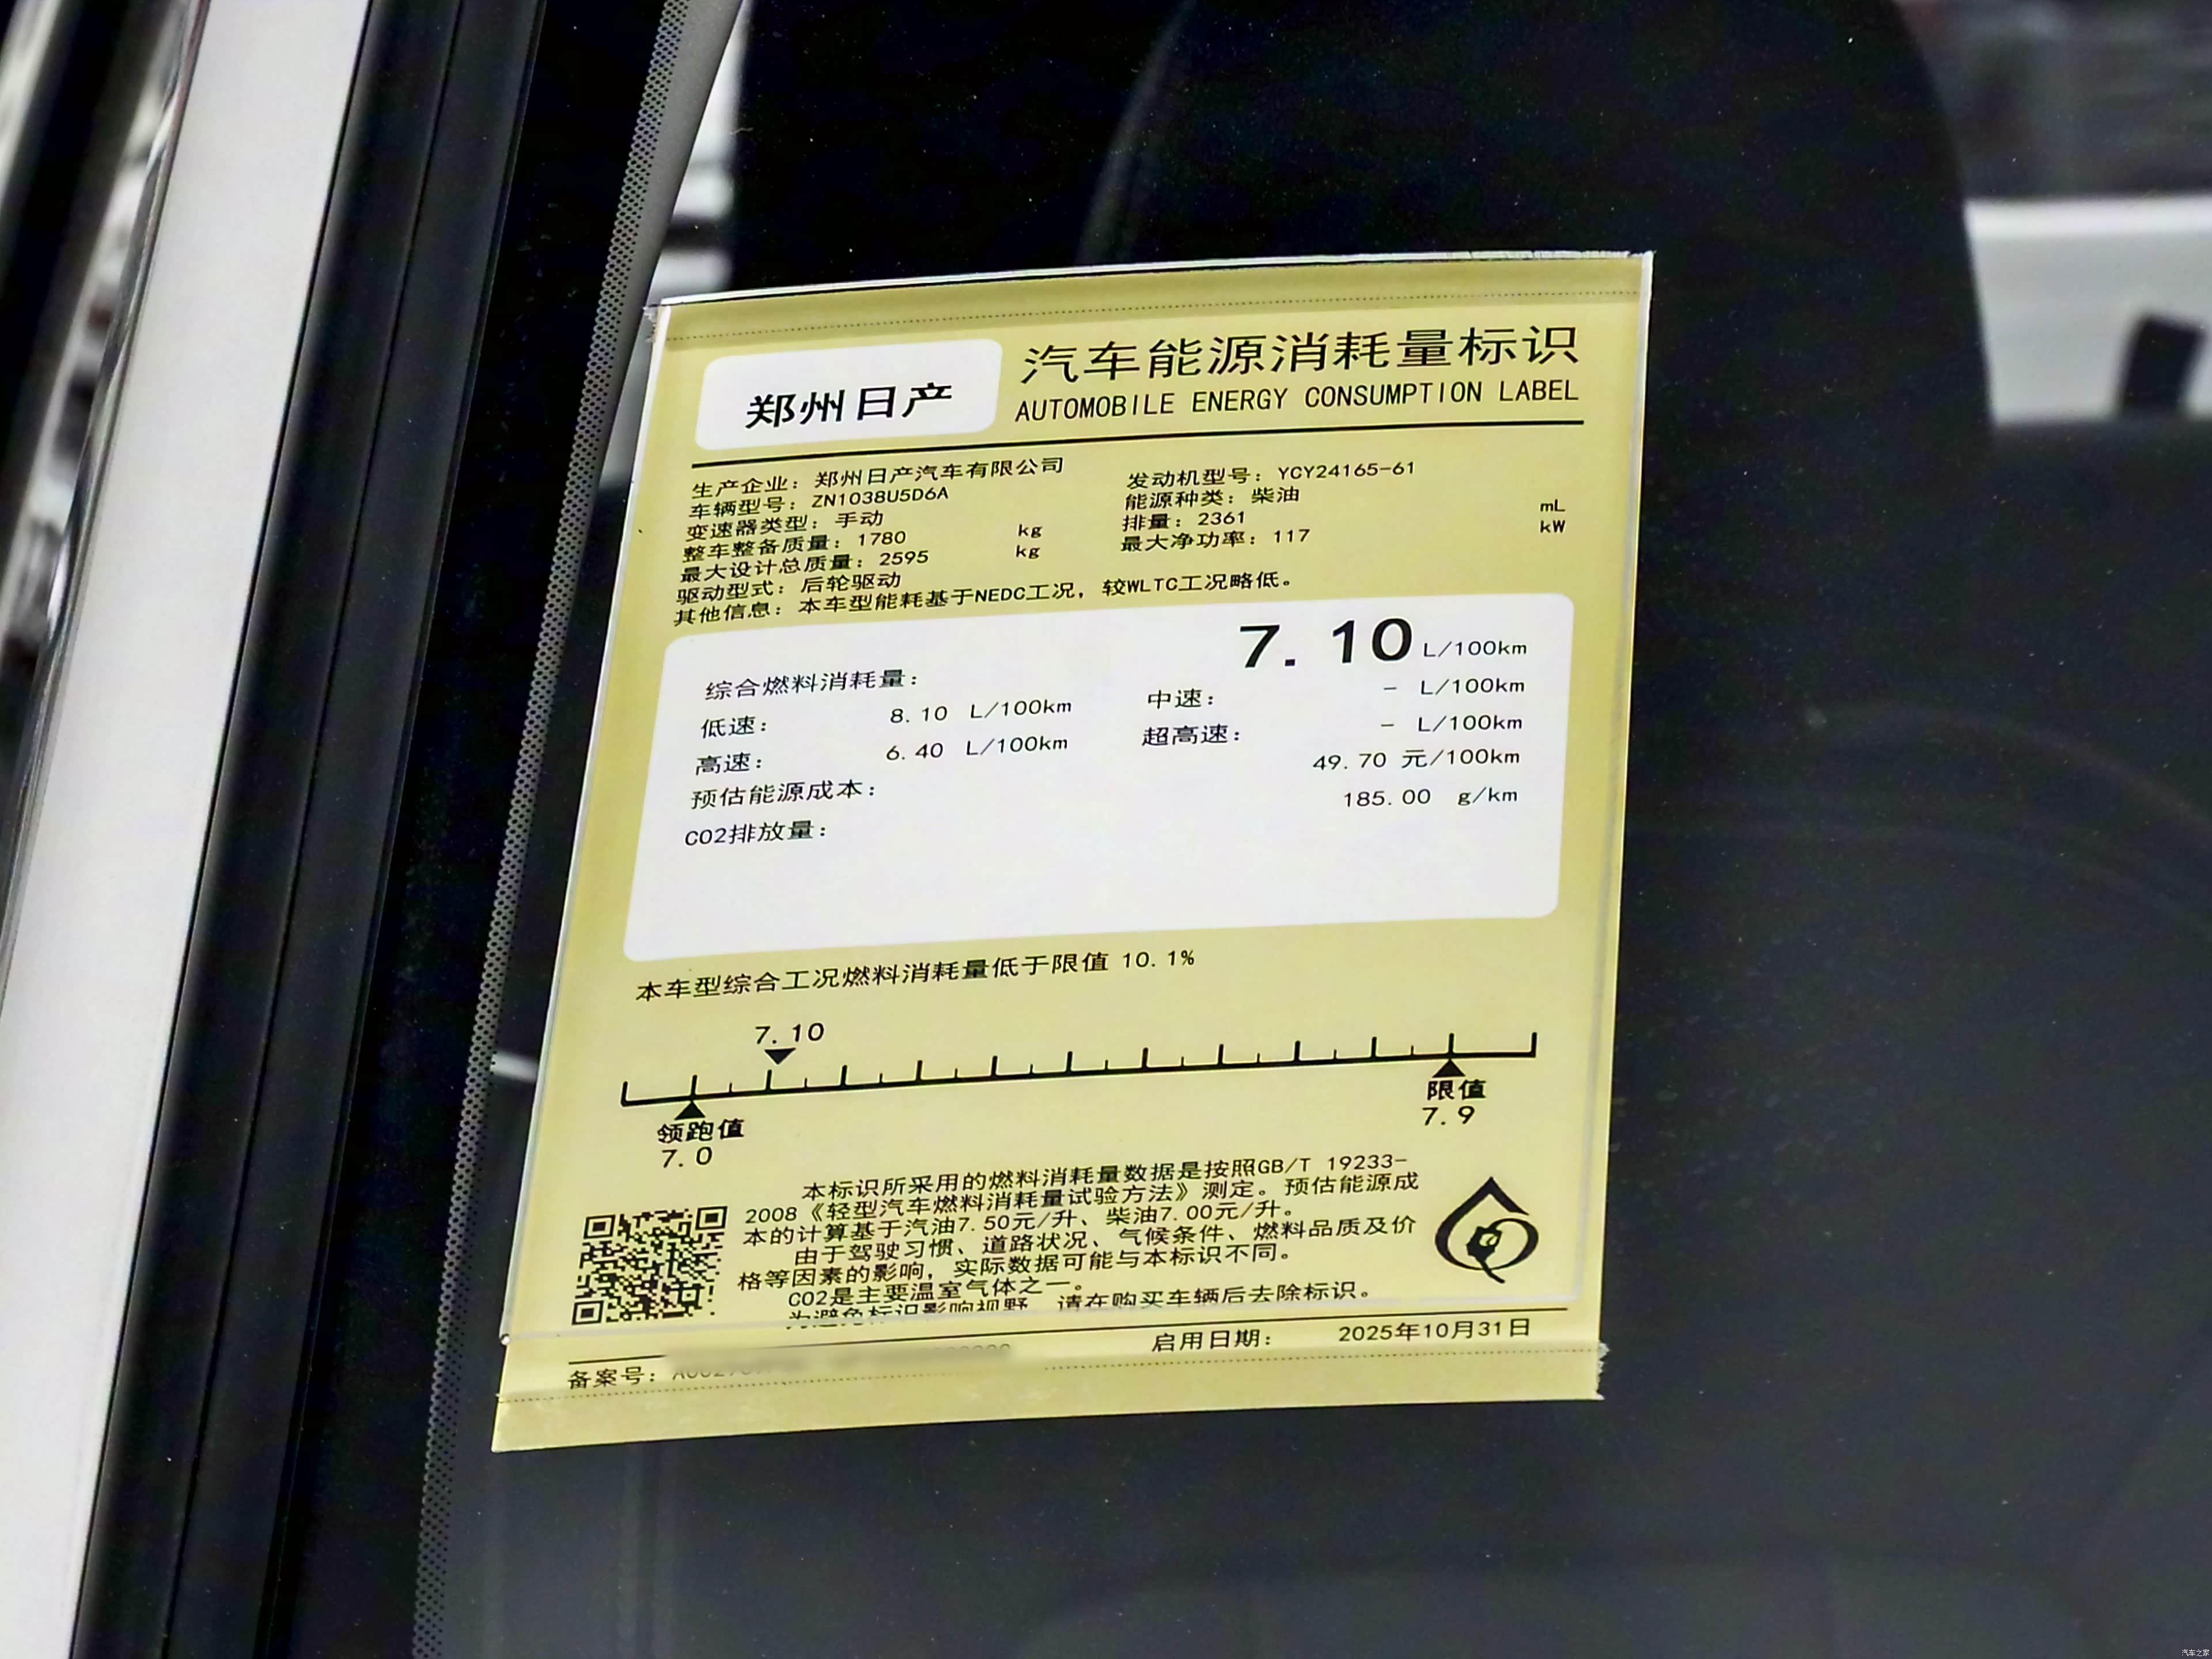 郑州日产
汽车能源消耗量标识
AUTOMOBILE ENERGY CONSUMPTION LABEL
生产企业：郑州日产汽车有限公司
车辆型号：ZN1038U5D6A
变速器类型：手动
整车整备质量：1780 kg
最大设计总质量：2595 kg
驱动型式：后轮驱动
其他信息：本车型能耗基于NEDC工况，较WLTC工况略低。
发动机型号：YCY24165-61
能源种类：柴油
排量：2361 mL
最大净功率：117 kW
综合燃料消耗量： 7.10 L/100km
低速： 8.10 L/100km 中速： - L/100km
高速： 6.40 L/100km 超高速： - L/100km
预估能源成本： 49.70 元/100km
CO2排放量： 185.00 g/km
本车型综合工况燃料消耗量低于限值 10.1%
7.10
领跑值
7.0
限值
7.9
本标识所采用的燃料消耗量数据是按照GB/T 19233-
2008《轻型汽车燃料消耗量试验方法》测定。预估能源成
本的计算基于汽油7.50元/升、柴油7.00元/升。
由于驾驶习惯、道路状况、气候条件、燃料品质及价
格等因素的影响，实际数据可能与本标识不同。
CO2是主要温室气体之一。
为避免标识影响视野，请在购买车辆后去除标识。
备案号：
启用日期： 2025年10月31日
汽车之家